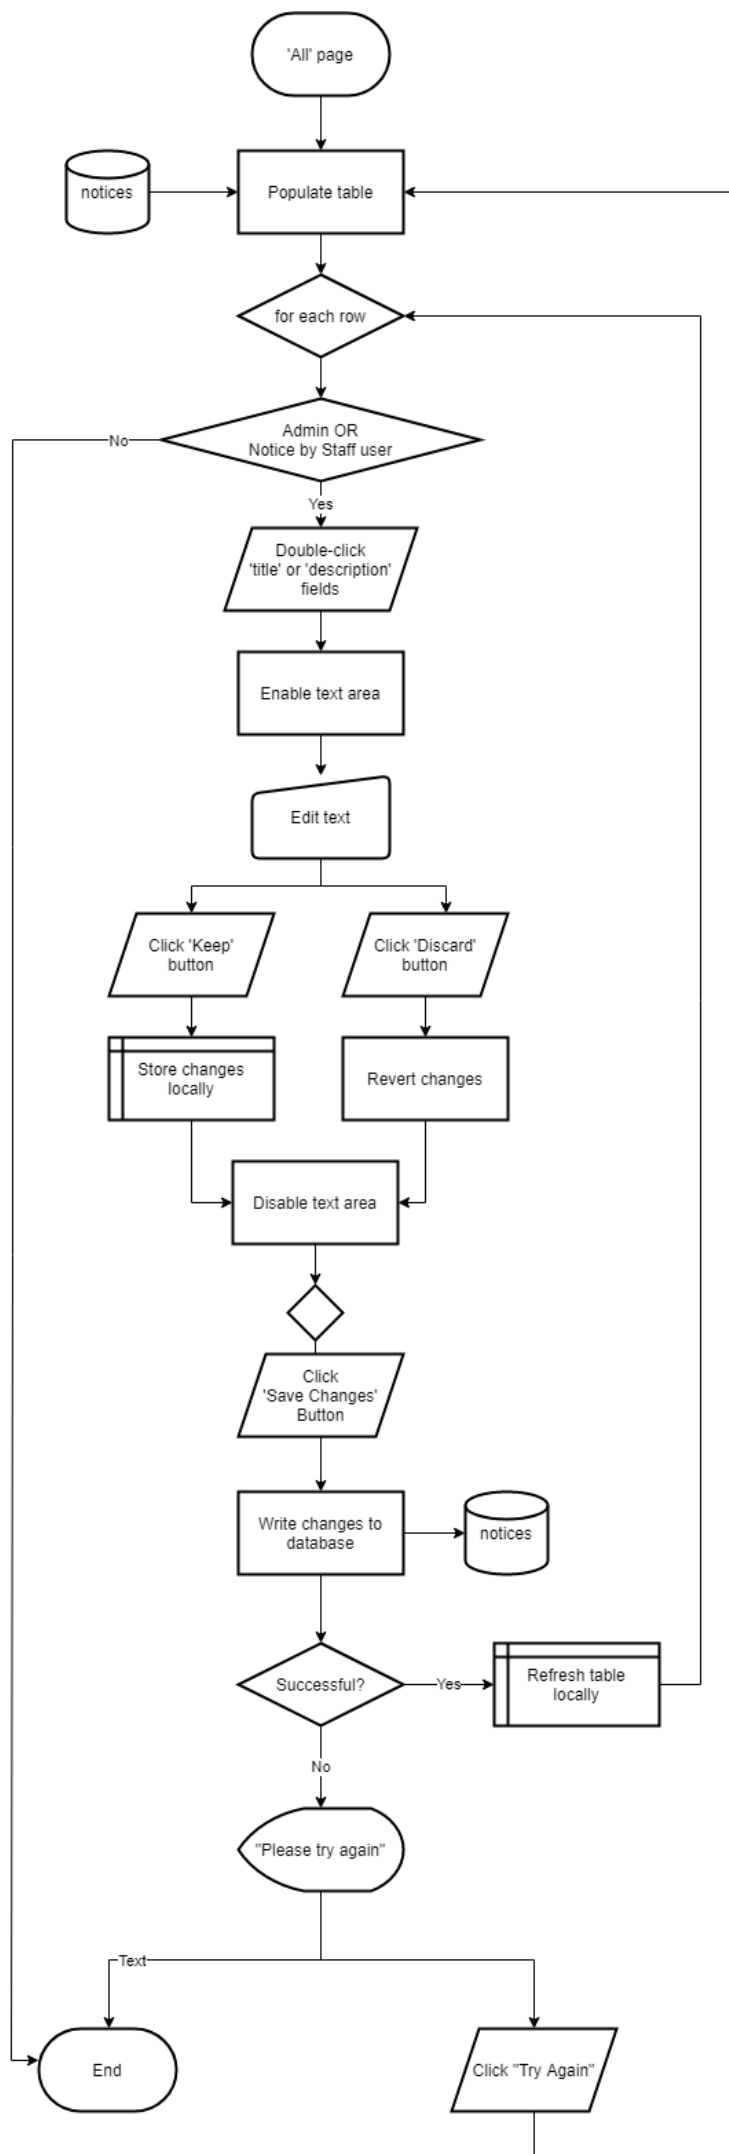 'All' page
notices
Populate table
for each row
Admin OR
Notice by Staff user
No
Yes
Double-click
'title' or 'description'
fields
Enable text area
Edit text
Click 'Keep'
button
Click 'Discard'
button
Store changes
locally
Revert changes
Disable text area
Click
'Save Changes'
Button
Write changes to
database
notices
Successful?
Yes
Refresh table
locally
No
"Please try again"
Text
End
Click "Try Again"